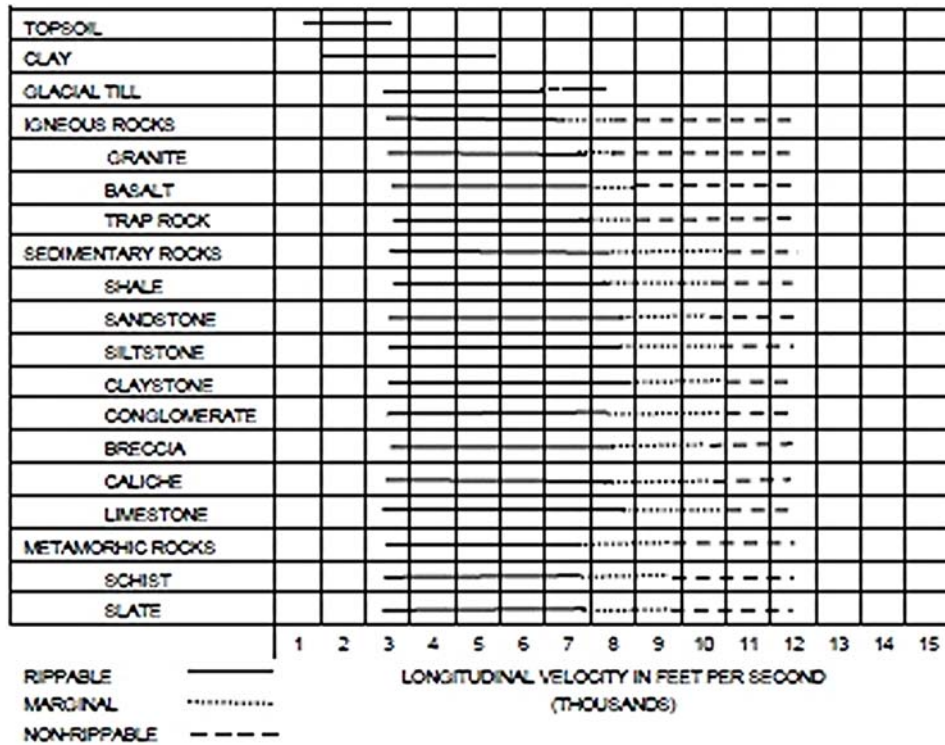 TOPSOIL
CLAY
GLACIAL TILL
IGNEOUS ROCKS
GRANITE
BASALT
TRAP ROCK
SEDIMENTARY ROCKS
SHALE
SANDSTONE
SILTSTONE
CLAYSTONE
CONGLOMERATE
BRECCIA
CALICHE
LIMESTONE
METAMORHIC ROCKS
SCHIST
SLATE
1 2 3 4 5 6 7 8 9 10 11 12 13 14 15
RIPPABLE LONGITUDINAL VELOCITY IN FEET PER SECOND
MARGINAL (THOUSANDS)
NON-RIPPABLE